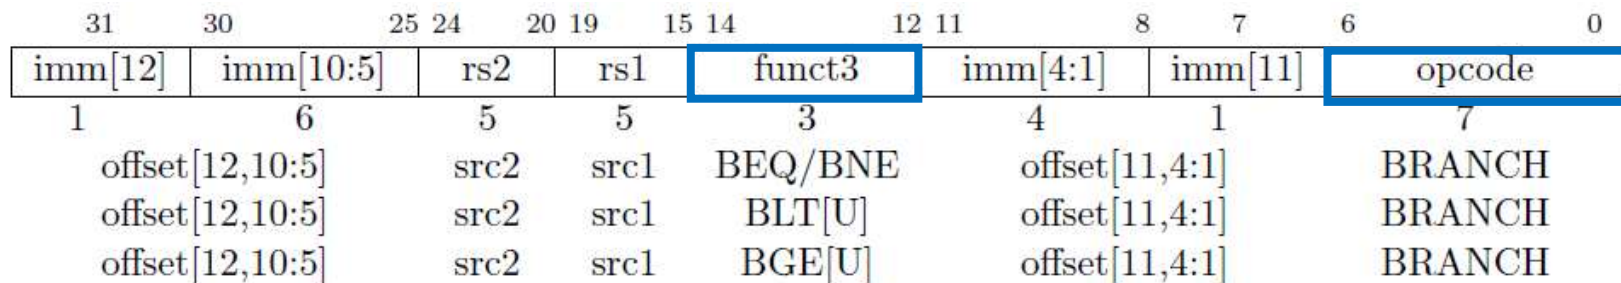 31 30 25 24 20 19 15 14 12 11 8 7 6 0
imm[12] imm[10:5] rs2 rs1 funct3 imm[4:1] imm[11] opcode
1 6 5 5 3 4 1 7
offset[12,10:5] src2 src1 BEQ/BNE offset[11,4:1] BRANCH
offset[12,10:5] src2 src1 BLT[U] offset[11,4:1] BRANCH
offset[12,10:5] src2 src1 BGE[U] offset[11,4:1] BRANCH